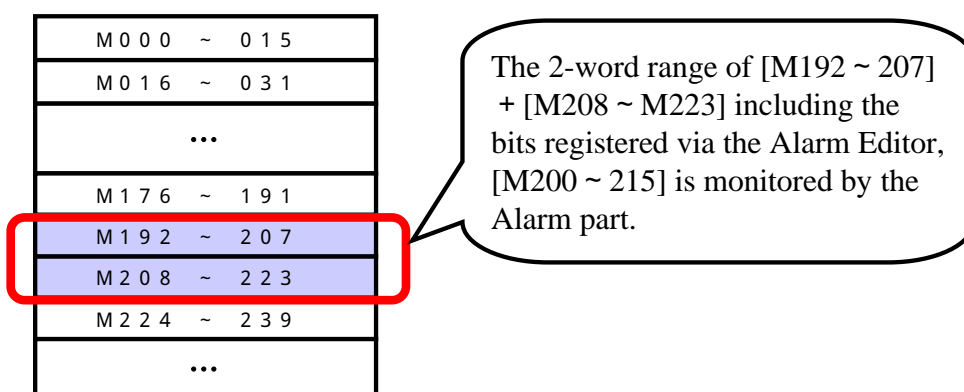 M000 ~ 015
M016 ~ 031
...
M176 ~ 191
M192 ~ 207
M208 ~ 223
M224 ~ 239
...
The 2-word range of [M192 ~ 207]
+ [M208 ~ M223] including the
bits registered via the Alarm Editor,
[M200 ~ 215] is monitored by the
Alarm part.